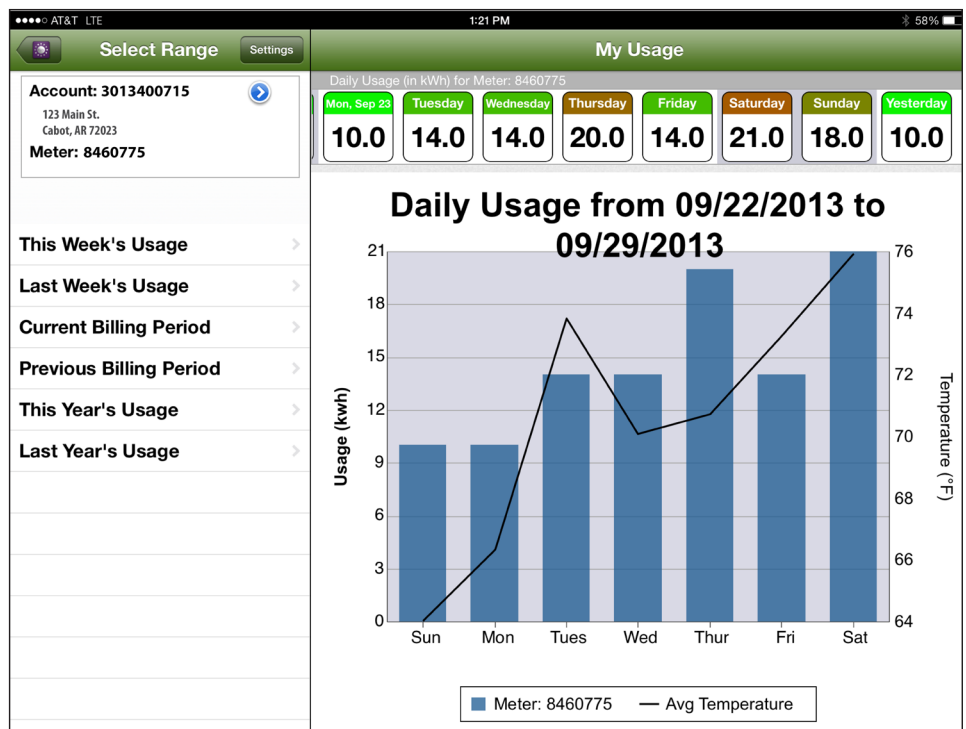 AT&T LTE
1:21 PM
58%
Select Range
Settings
My Usage
Account: 3013400715
123 Main St.
Cabot, AR 72023
Meter: 8460775
This Week's Usage
Last Week's Usage
Current Billing Period
Previous Billing Period
This Year's Usage
Last Year's Usage
Daily Usage (in kWh) for Meter: 8460775
Mon, Sep 23 Tuesday Wednesday Thursday Friday Saturday Sunday Yesterday
10.0 14.0 14.0 20.0 14.0 21.0 18.0 10.0
Daily Usage from 09/22/2013 to
09/29/2013
Usage (kwh)
21
18
15
12
9
6
3
0
76
74
72
70
68
66
64
Temperature (°F)
Sun Mon Tues Wed Thur Fri Sat
Meter: 8460775 Avg Temperature